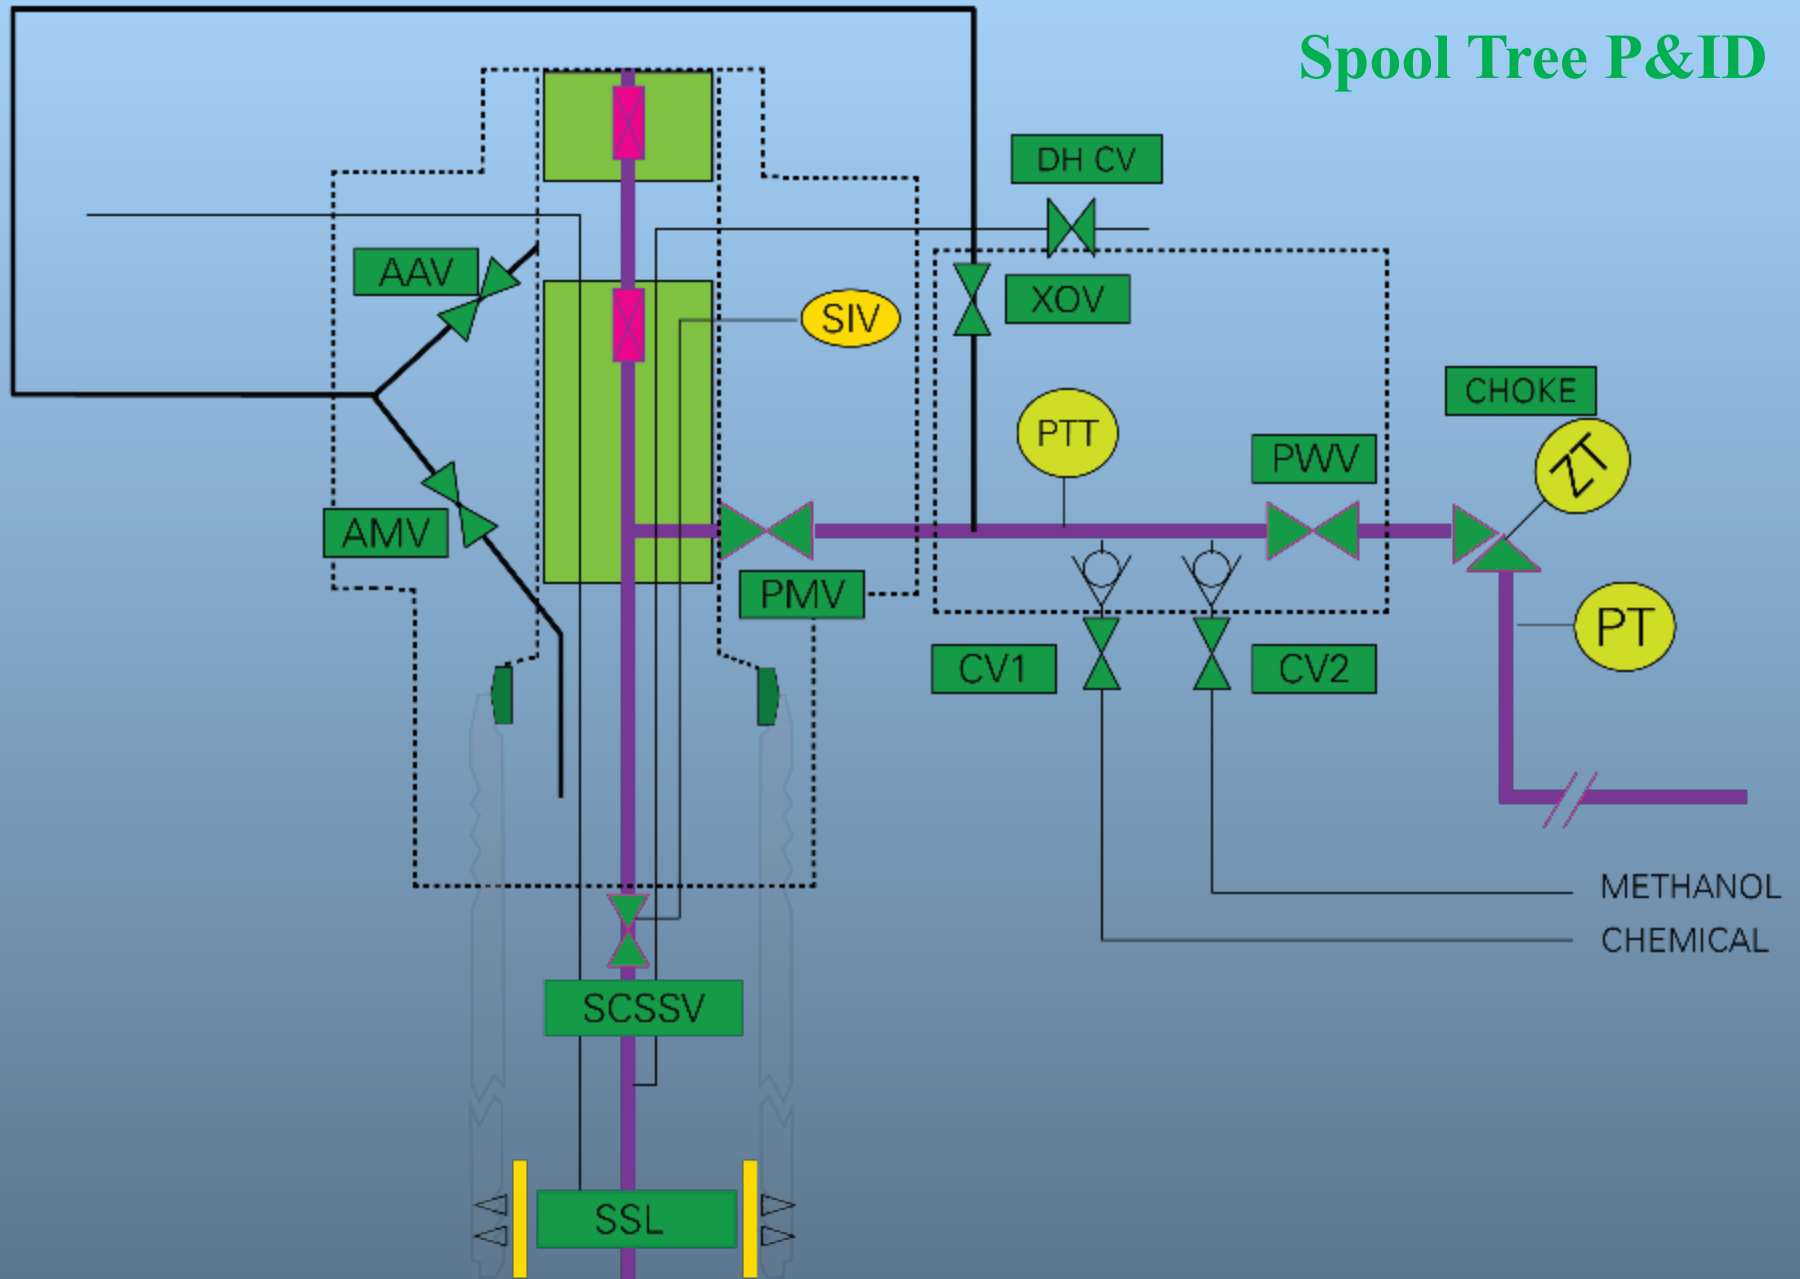 Spool Tree P&ID
DH CV
AAV
XOV
SIV
CHOKE
PTT
PWV
ZT
AMV
PMV
PT
CV1
CV2
METHANOL
CHEMICAL
SCSSV
SSL